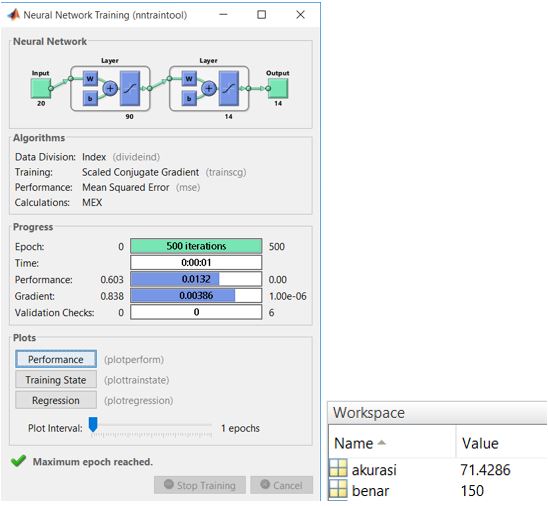 Neural Network Training (nntraintool)
Neural Network
Layer Layer
Input Output
W W
b b
20 14
90 14
Algorithms
Data Division: Index (divideind)
Training: Scaled Conjugate Gradient (trainscg)
Performance: Mean Squared Error (mse)
Calculations: MEX
Progress
Epoch: 0 500 iterations 500
Time: 0:00:01
Performance: 0.603 0.0132 0.00
Gradient: 0.838 0.00386 1.00e-06
Validation Checks: 0 0 6
Plots
Performance (plotperform)
Training State (plottrainstate)
Regression (plotregression)
Plot Interval: 1 epochs
Maximum epoch reached.
Stop Training Cancel
Workspace
Name Value
akurasi 71.4286
benar 150